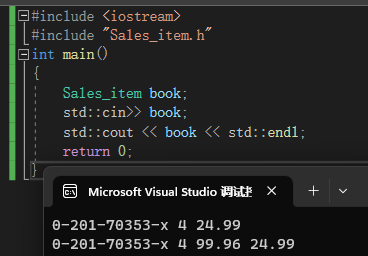 #include <iostream>
#include "Sales_item.h"
int main()
{
Sales_item book;
std::cin>> book;
std::cout << book << std::endl;
return 0;
}
Microsoft Visual Studio 调试
0-201-70353-x 4 24.99
0-201-70353-x 4 99.96 24.99